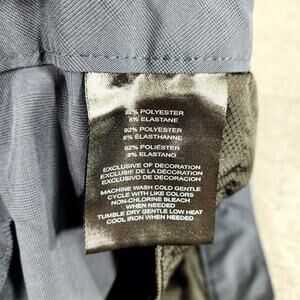 92% POLYESTER
8% ELASTANE
92% POLYESTER
8% ÉLASTHANNE
92% POLIÉSTER
8% ELASTANO
EXCLUSIVE OF DECORATION
EXCLUSIF DE LA DÉCORATION
EXCLUSIVO DE DECORACION
MACHINE WASH COLD GENTLE
CYCLE WITH LIKE COLORS
NON-CHLORINE BLEACH
WHEN NEEDED
TUMBLE DRY GENTLE LOW HEAT
COOL IRON WHEN NEEDED